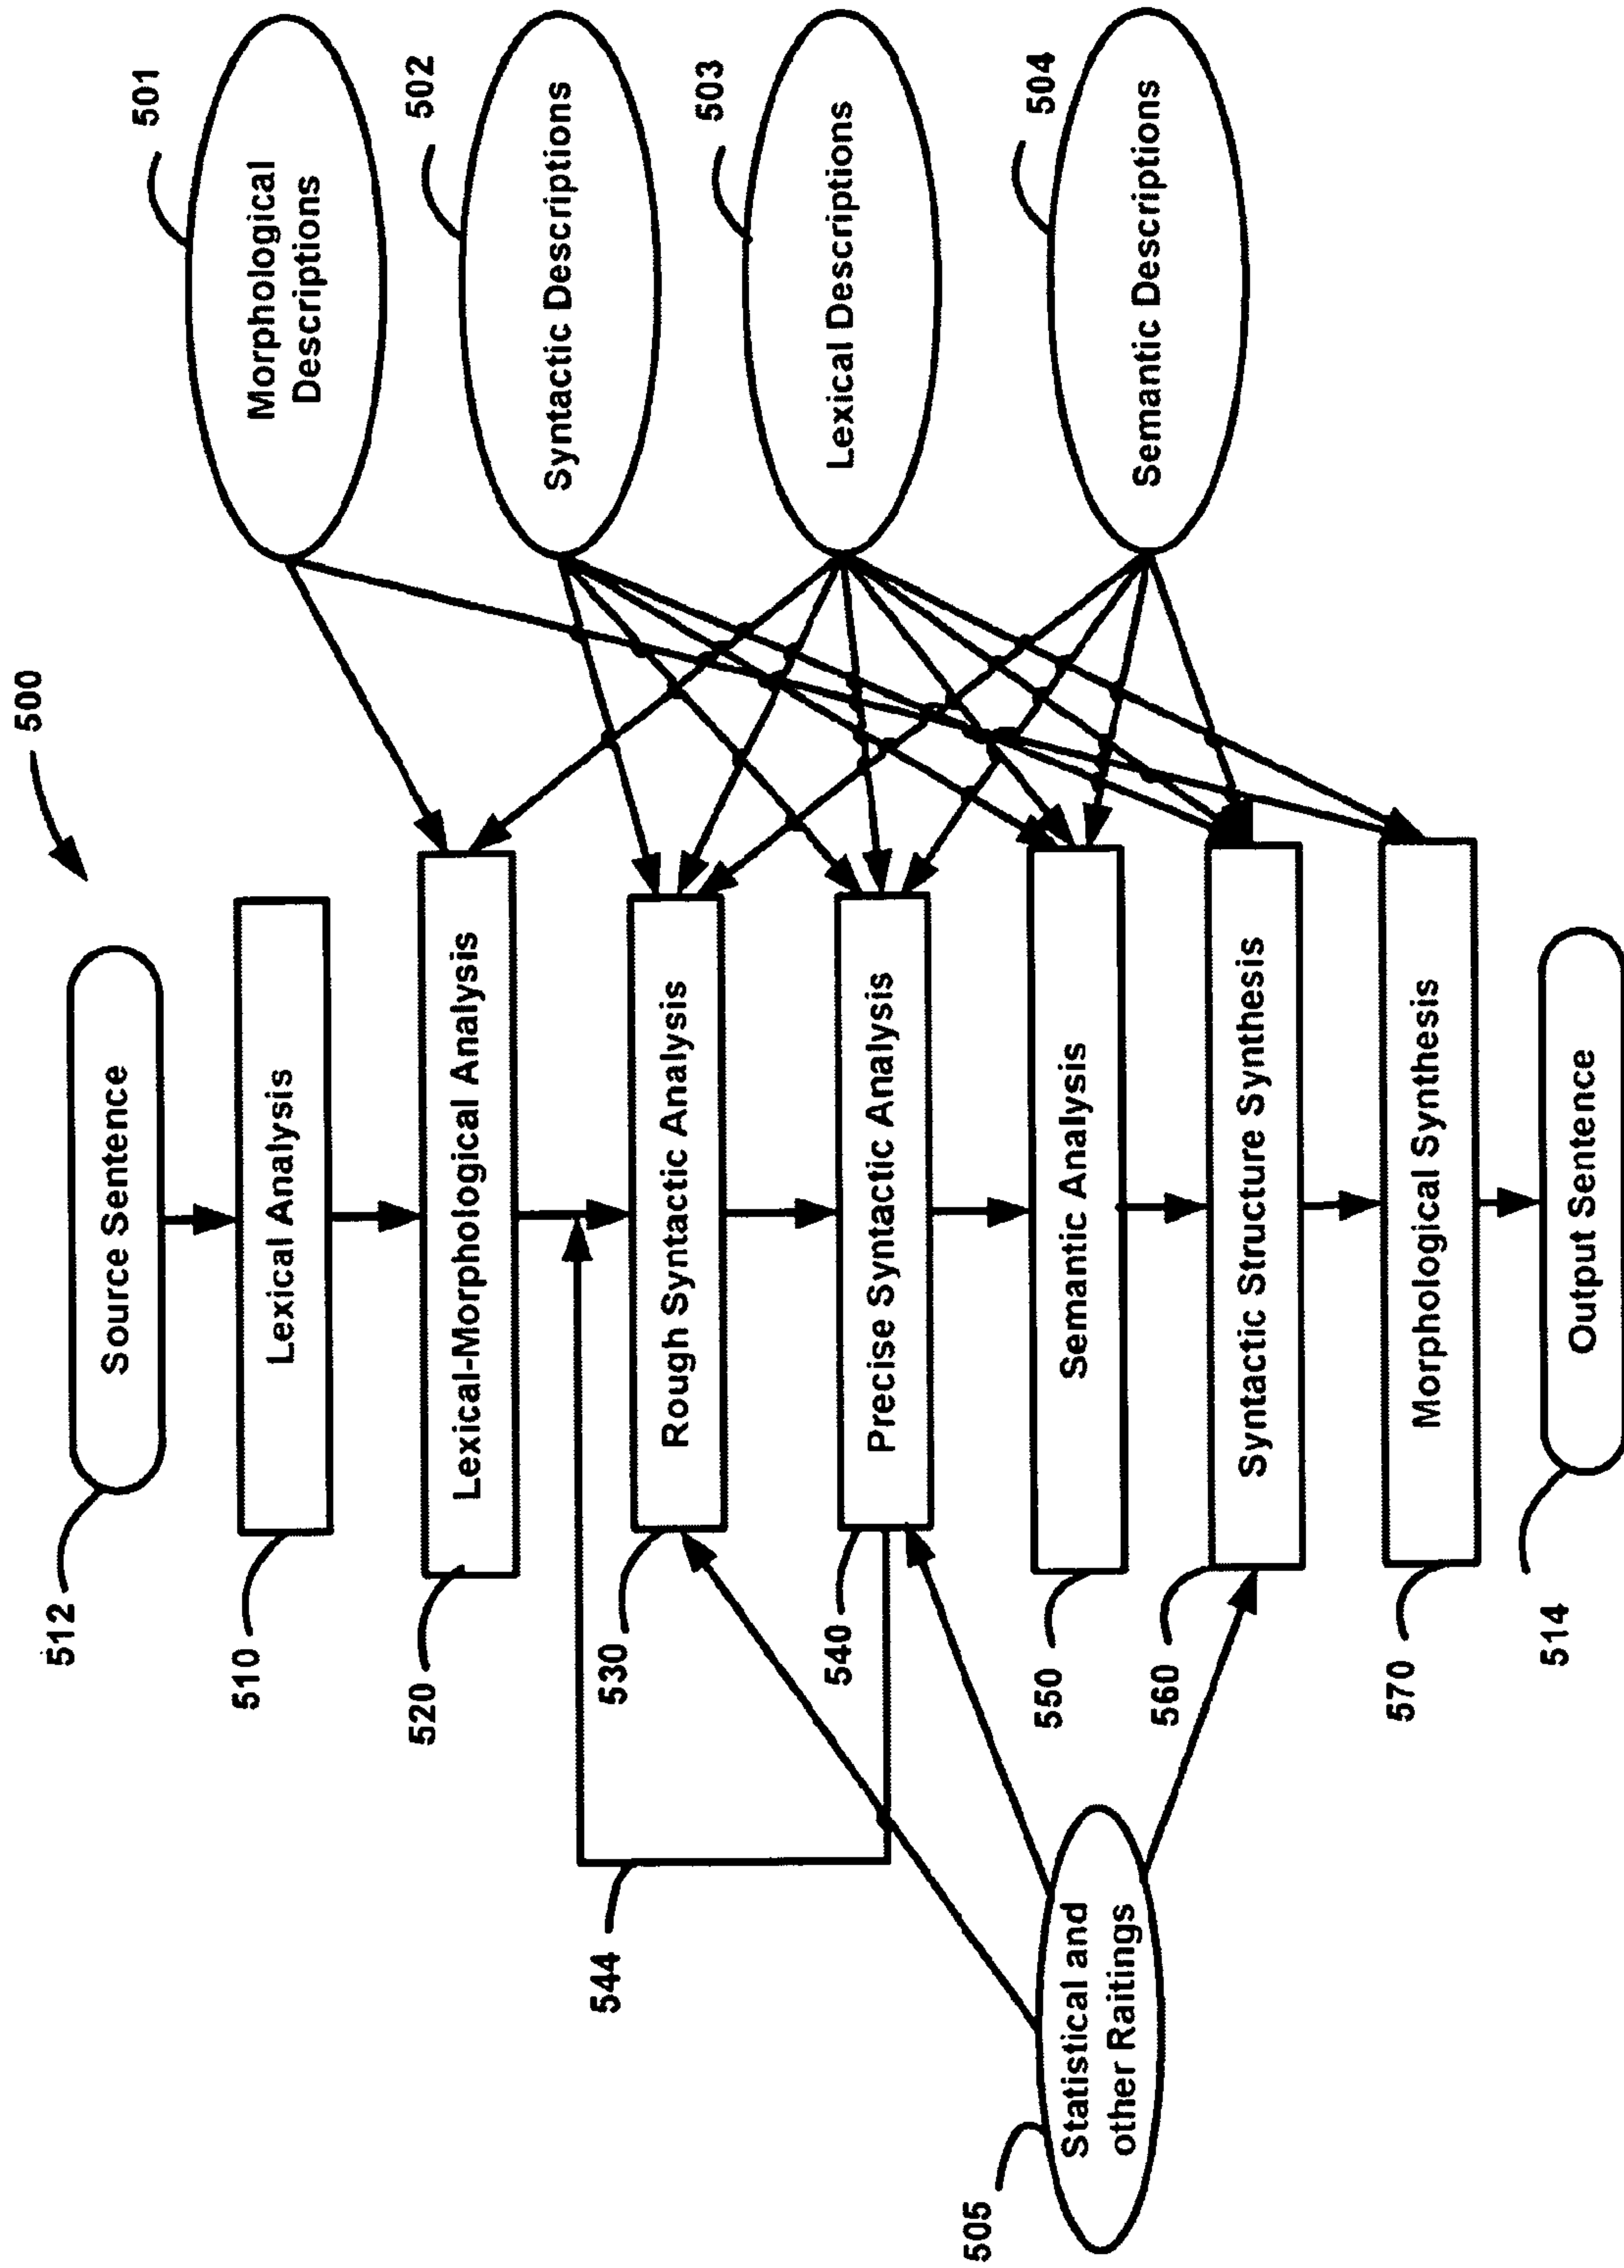 500
512
Source Sentence
510
Lexical Analysis
501
Morphological
Descriptions
520
Lexical-Morphological Analysis
502
Syntactic Descriptions
544
530
Rough Syntactic Analysis
503
Lexical Descriptions
540
Precise Syntactic Analysis
504
Semantic Descriptions
505
Statistical and
other Raitings
550
Semantic Analysis
560
Syntactic Structure Synthesis
570
Morphological Synthesis
514
Output Sentence